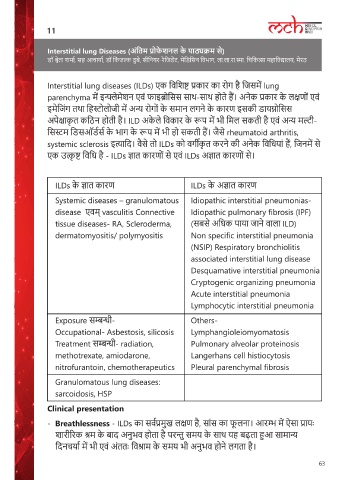 11
mch
Interstitial lung Diseases (अंतिम प्रोफेशनल के पाठ्यक्रम से)
Interstitial lung diseases (ILDs) एक विशिष्ट प्रकार का रोग है जिसमें lung
parenchyma में इन्फ्लेमेशन एवं फाइब्रोसिस साथ-साथ होते हैं। अनेक प्रकार के लक्षणों एवं
इमेजिंग तथा हिस्टोलोजी में अन्य रोगों के समान लगने के कारण इसकी डायग्नोसिस
अपेक्षाकृत कठिन होती है। ILD अकेले विकार के रूप में भी मिल सकती है एवं अन्य मल्टी-
सिस्टम डिसऑर्डर्स के भाग के रूप में भी हो सकती हैं। जैसे rheumatoid arthritis,
systemic sclerosis इत्यादि। वैसे तो ILDs को वर्गीकृत करने की अनेक विधियां हैं, जिनमें से
एक उत्कृष्ट विधि है - ILDs ज्ञात कारणों से एवं ILDs अज्ञात कारणों से।
ILDs के ज्ञात कारण
ILDs के अज्ञात कारण
Systemic diseases – granulomatous
disease एवम् vasculitis Connective
tissue diseases- RA, Scleroderma,
dermatomyositis/ polymyositis
Idiopathic interstitial pneumonias-
Idiopathic pulmonary fibrosis (IPF)
(सबसे अधिक पाया जाने वाला ILD)
Non specific interstitial pneumonia
(NSIP) Respiratory bronchiolitis
associated interstitial lung disease
Desquamative interstitial pneumonia
Cryptogenic organizing pneumonia
Acute interstitial pneumonia
Lymphocytic interstitial pneumonia
Exposure सम्बन्धी-
Occupational- Asbestosis, silicosis
Treatment सम्बन्धी- radiation,
methotrexate, amiodarone,
nitrofurantoin, chemotherapeutics
Others-
Lymphangioleiomyomatosis
Pulmonary alveolar proteinosis
Langerhans cell histiocytosis
Pleural parenchymal fibrosis
Granulomatous lung diseases:
sarcoidosis, HSP
Clinical presentation
- Breathlessness - ILDs का सर्वप्रमुख लक्षण है, सांस का फूलना। आरम्भ में ऐसा प्रायः
शारीरिक श्रम के बाद अनुभव होता है परन्तु समय के साथ यह बढ़ता हुआ सामान्य
दिनचर्या में भी एवं अंततः विश्राम के समय भी अनुभव होने लगता है।
63